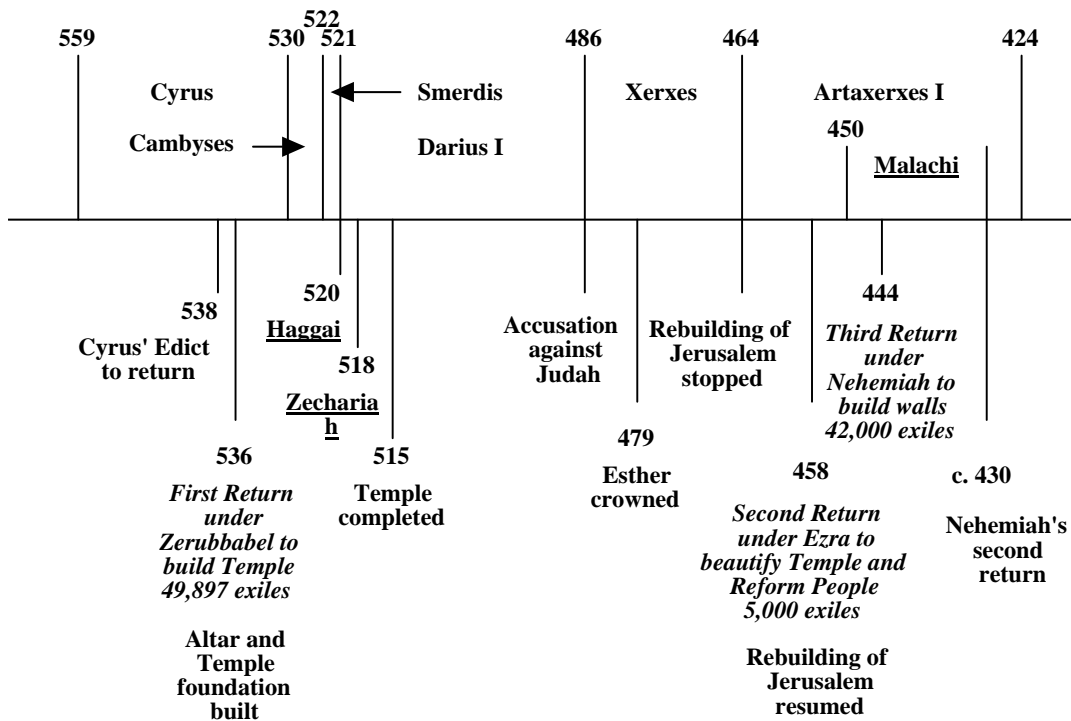 522
559
530
521
486
464
424
Cyrus
Smerdis
Xerxes
Artaxerxes I
Cambyses
Darius I
450
Malachi
538
Cyrus' Edict
to return
520
Haggai
518
Zecharia
h
536
First Return
under
Zerubbabel to
build Temple
49,897 exiles
Altar and
Temple
foundation
built
515
Temple
completed
Accusation
against
Judah
479
Esther
crowned
Rebuilding of
Jerusalem
stopped
458
Second Return
under Ezra to
beautify Temple and
Reform People
5,000 exiles
Rebuilding of
Jerusalem
resumed
444
Third Return
under
Nehemiah to
build walls
42,000 exiles
c. 430
Nehemiah's
second
return